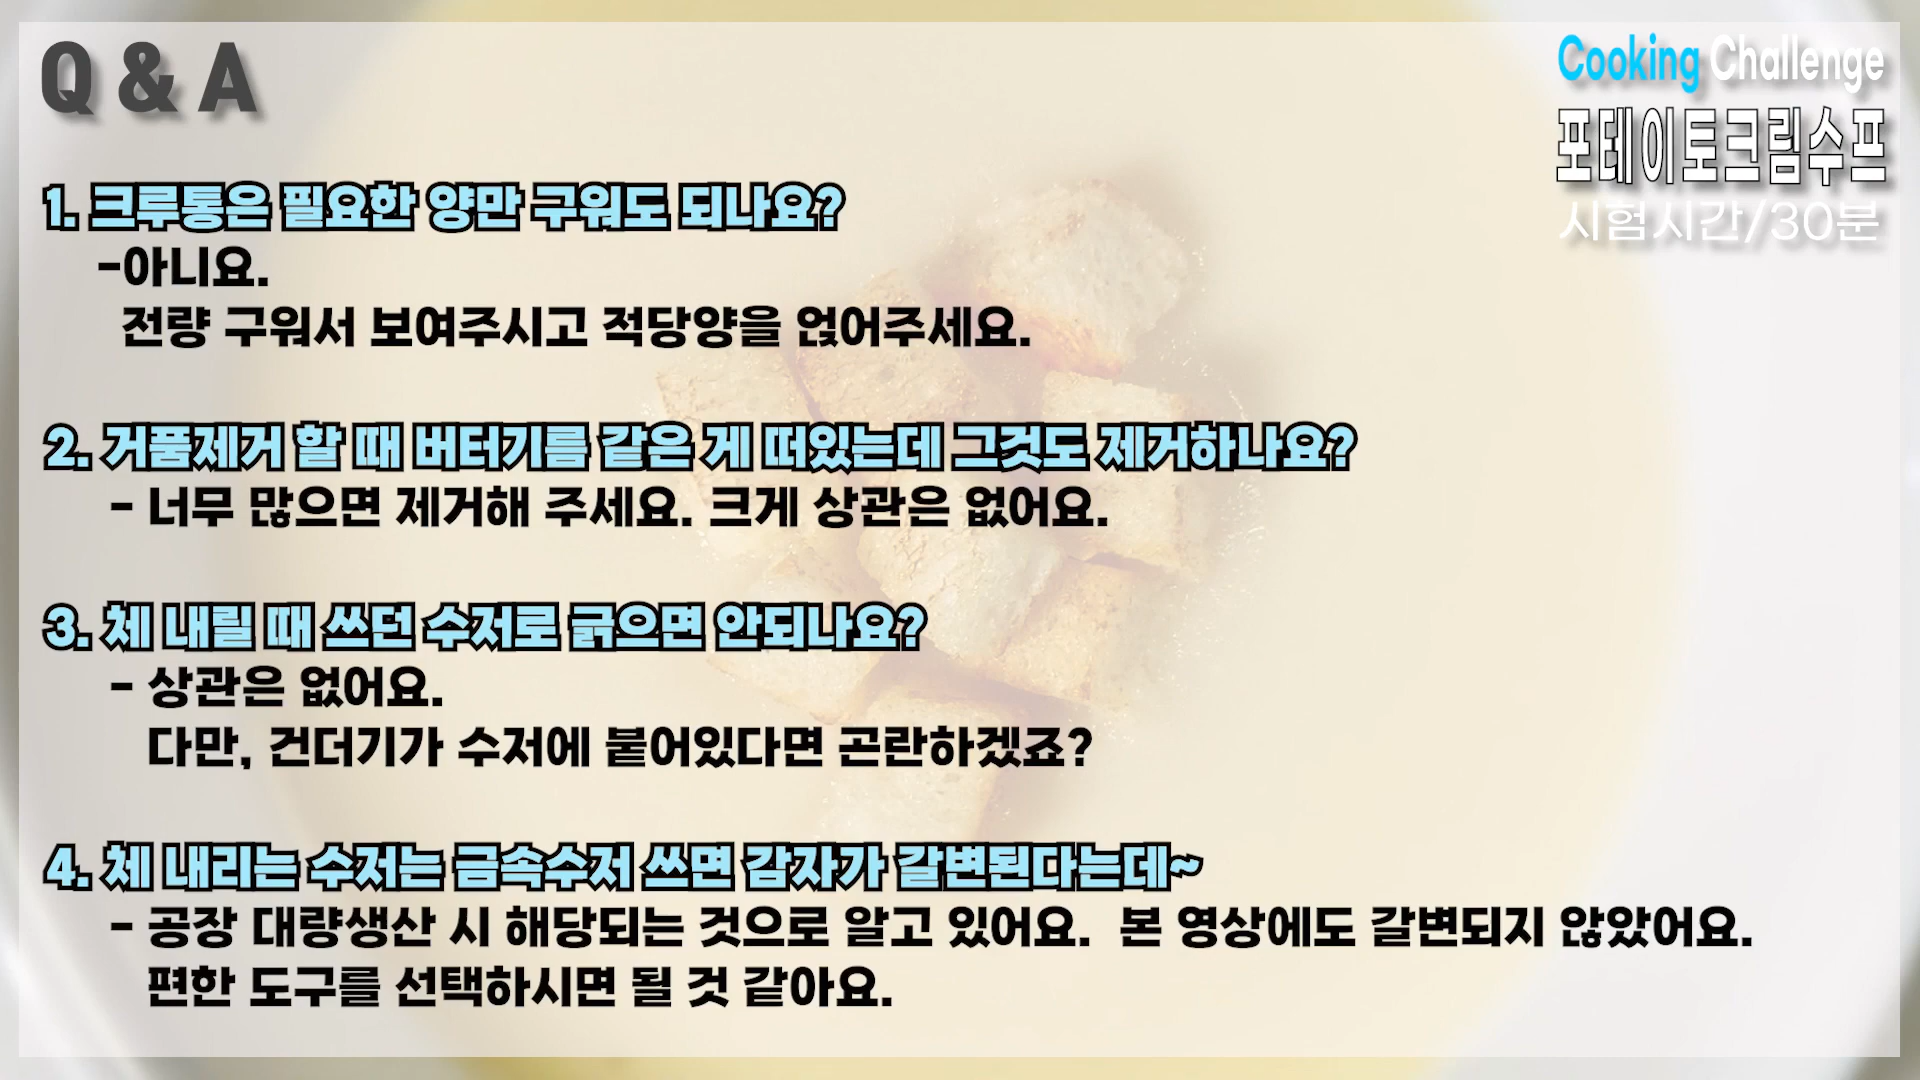 Q & A
Cooking Challenge
포테이토크림수프
시험시간/30분
1. 크루통은 필요한 양만 구워도 되나요?
-아니요.
전량 구워서 보여주시고 적당양을 얹어주세요.
2. 거품제거 할 때 버터기름 같은 게 떠있는데 그것도 제거하나요?
- 너무 많으면 제거해 주세요. 크게 상관은 없어요.
3. 체 내릴 때 쓰던 수저로 긁으면 안되나요?
- 상관은 없어요.
다만, 건더기가 수저에 붙어있다면 곤란하겠죠?
4. 체 내리는 수저는 금속수저 쓰면 감자가 갈변된다는데~
- 공장 대량생산 시 해당되는 것으로 알고 있어요. 본 영상에도 갈변되지 않았어요.
편한 도구를 선택하시면 될 것 같아요.